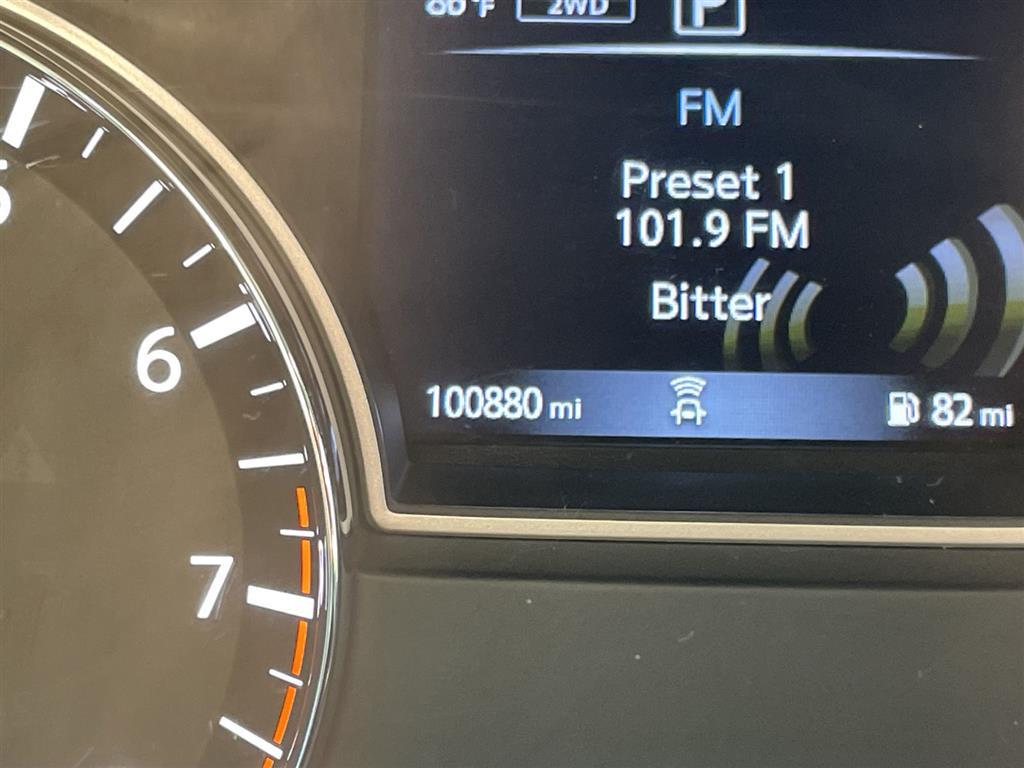 2WD
P
FM
Preset 1
101.9 FM
Bitter
100880 mi
82 mi
6
7